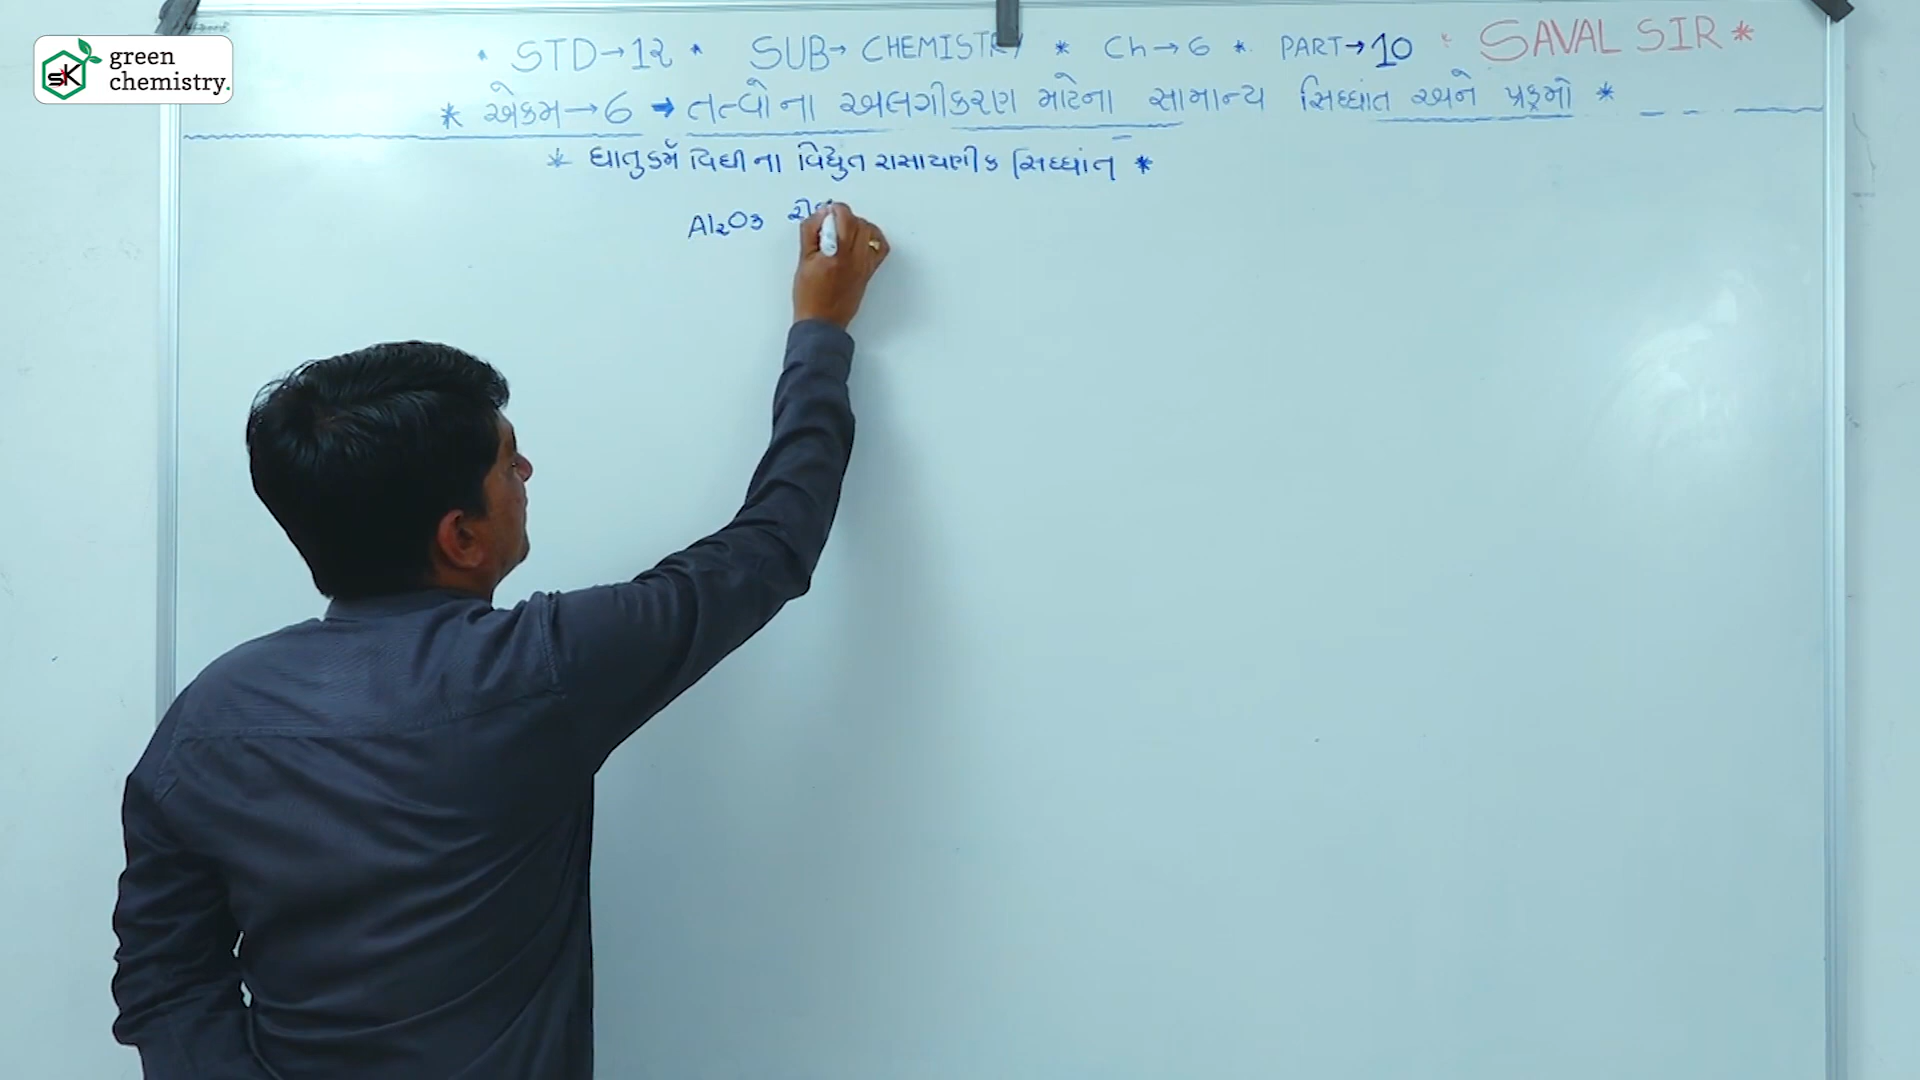 green
chemistry.
SK
* STD→12 * SUB→ CHEMISTRY * Ch→6 * PART→10 * SAVAL SIR *
* એકમ→6 → તત્વોના અલગીકરણ માટેના સામાન્ય સિધ્ધાંત અને પ્રક્રમો *
* ધાતુકર્મ વિધીના વિદ્યુત રાસાયણીક સિધ્ધાંત *
Al2O3